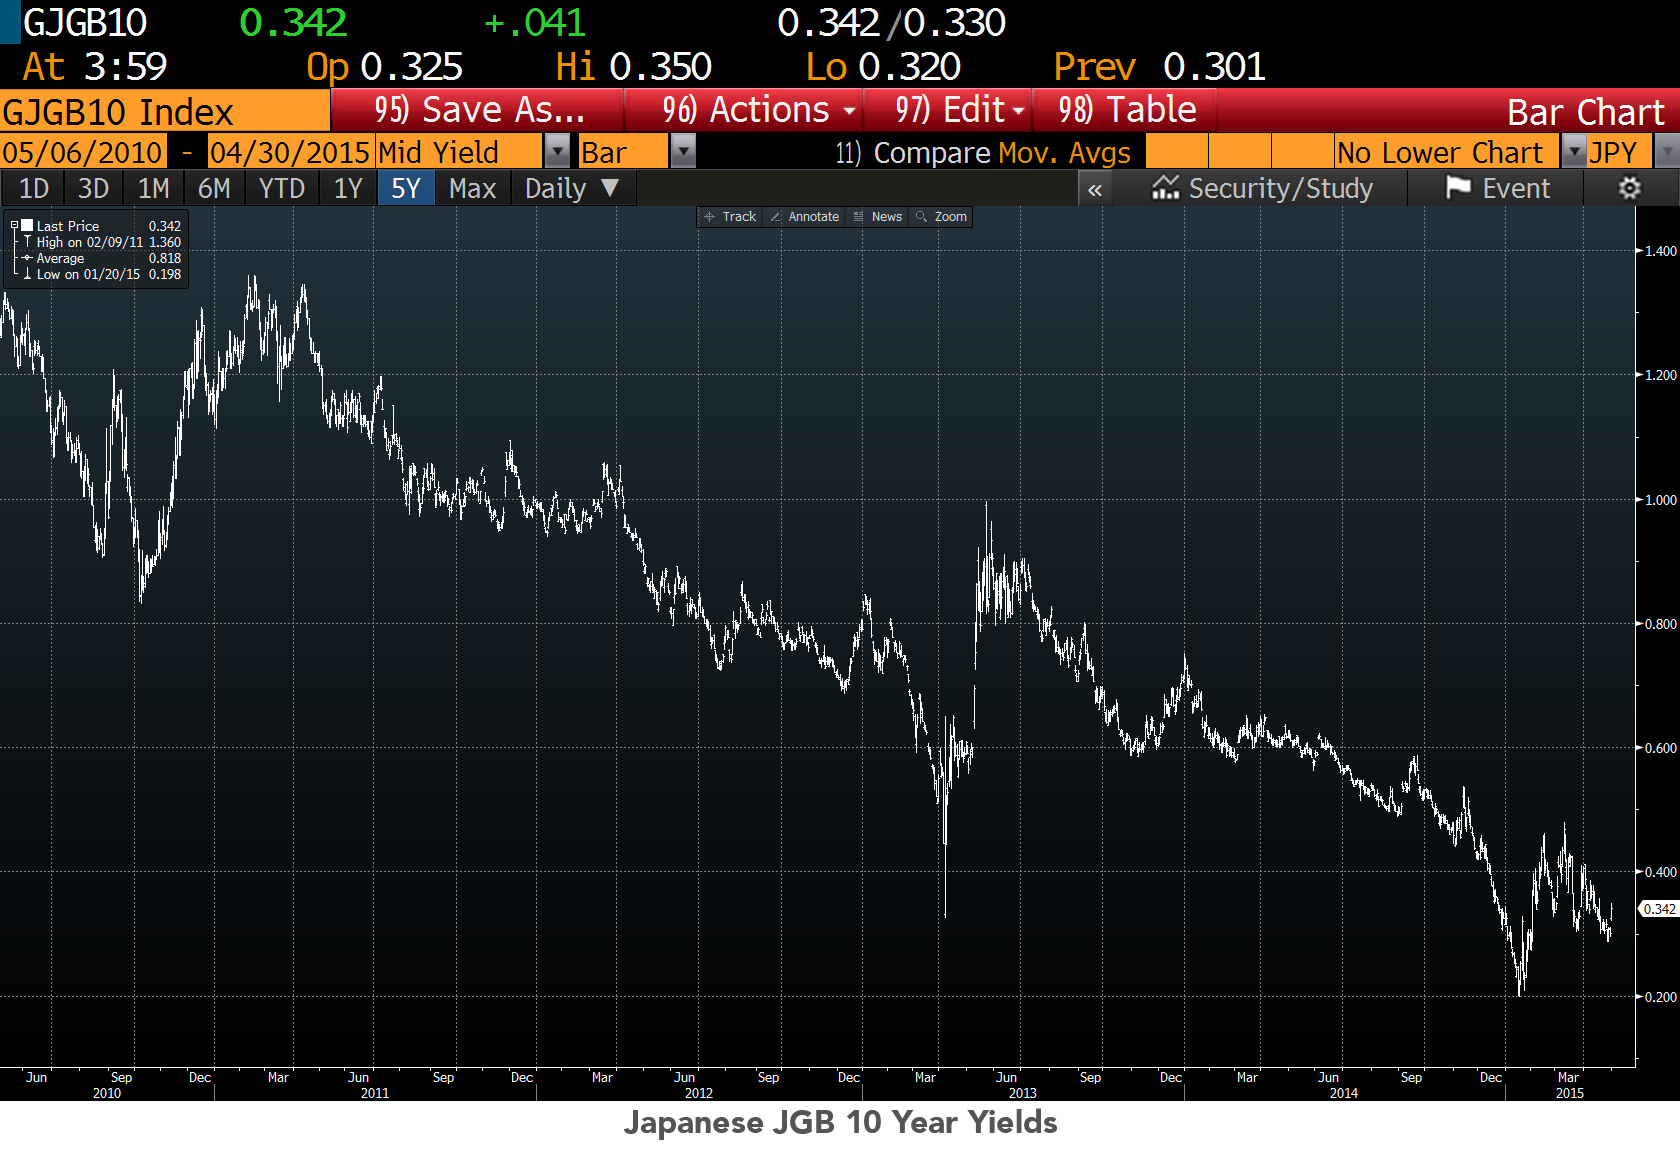 GJGB10 0.342 +.041 0.342/0.330
At 3:59 Op 0.325 Hi 0.350 Lo 0.320 Prev 0.301
GJGB10 Index 95) Save As... 96) Actions 97) Edit 98) Table Bar Chart
05/06/2010 - 04/30/2015 Mid Yield Bar 11) Compare Mov. Avgs No Lower Chart JPY
1D 3D 1M 6M YTD 1Y 5Y Max Daily ▼ « Security/Study Event
Track Annotate News Zoom
Last Price 0.342
High on 02/09/11 1.360
Average 0.818
Low on 01/20/15 0.198
1.400
1.200
1.000
0.800
0.600
0.400
0.342
0.200
Jun Sep Dec Mar Jun Sep Dec Mar Jun Sep Dec Mar Jun Sep Dec Mar Jun Sep Dec Mar
2010 2011 2012 2013 2014 2015
Japanese JGB 10 Year Yields